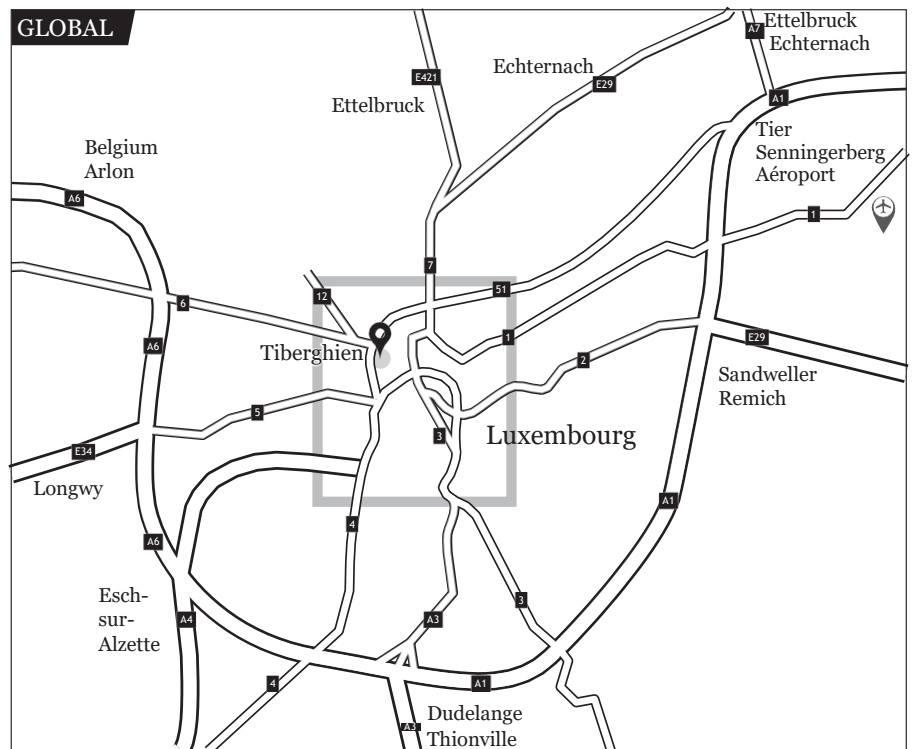 GLOBAL
Ettelbruck
Echternach
A7
E421
Echternach
E29
Ettelbruck
A1
Tier
Senningerberg
Aéroport
Belgium
Arlon
A6
1
7
12
51
6
Tiberghien
1
A6
2
E29
Sandweller
Remich
5
3
Luxembourg
E34
Longwy
A1
4
A6
Esch-
sur-
Alzette
3
A4
A3
4
A1
Dudelange
Thionville
A3